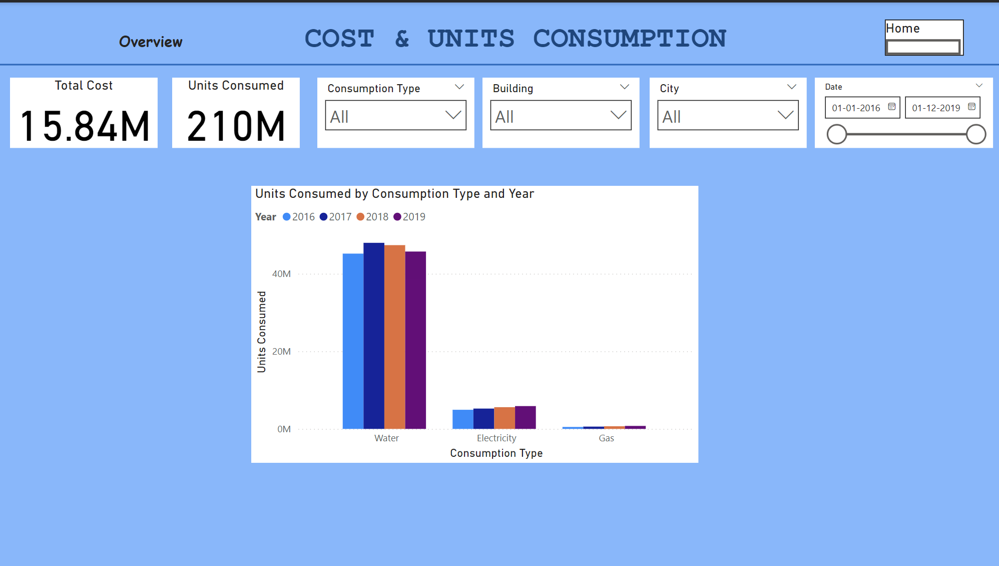 Overview
COST & UNITS CONSUMPTION
Home
Total Cost
15.84M
Units Consumed
210M
Consumption Type
All
Building
All
City
All
Date
01-01-2016
01-12-2019
Units Consumed by Consumption Type and Year
Year 2016 2017 2018 2019
Units Consumed
40M
20M
0M
Water Electricity Gas
Consumption Type